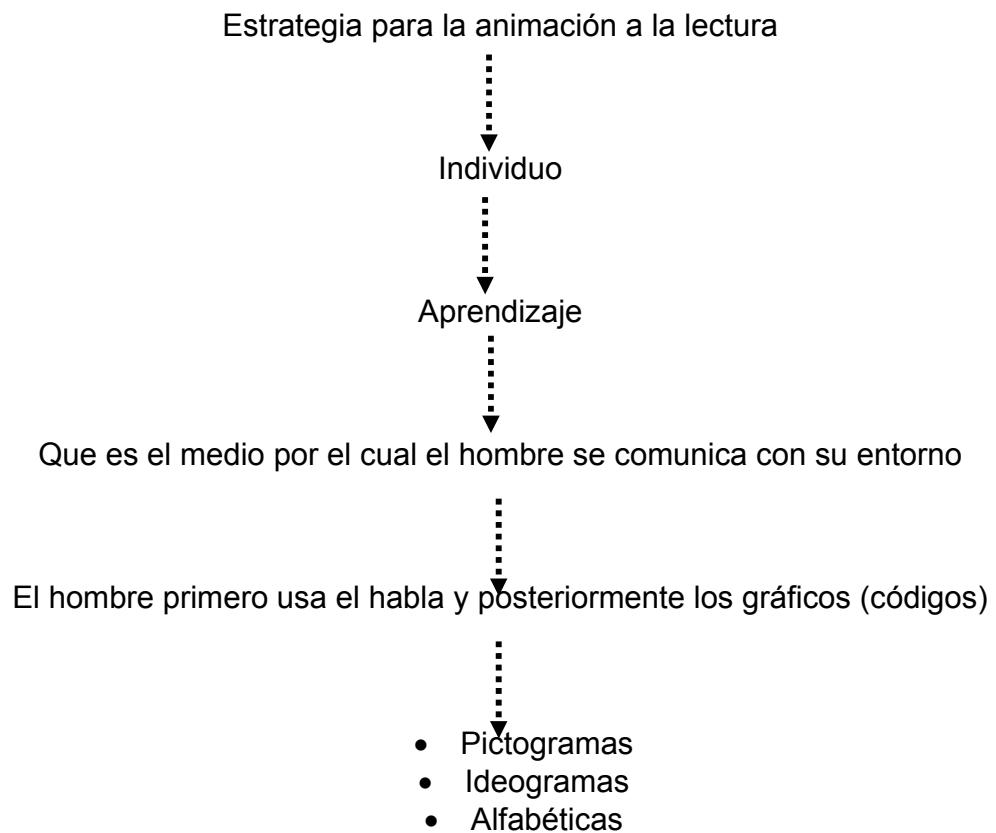 Estrategia para la animación a la lectura
Individuo
Aprendizaje
Que es el medio por el cual el hombre se comunica con su entorno
El hombre primero usa el habla y posteriormente los gráficos (códigos)
• Pictogramas
• Ideogramas
• Alfabéticas